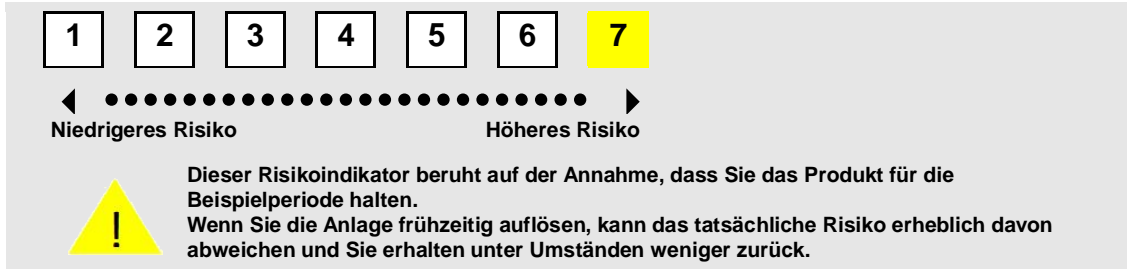 1 2 3 4 5 6 7
Niedrigeres Risiko Höheres Risiko
Dieser Risikoindikator beruht auf der Annahme, dass Sie das Produkt für die
Beispielperiode halten.
! Wenn Sie die Anlage frühzeitig auflösen, kann das tatsächliche Risiko erheblich davon
abweichen und Sie erhalten unter Umständen weniger zurück.